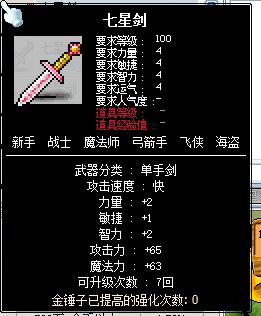 七星剑
要求等级： 100
要求力量： 4
要求敏捷： 4
要求智力： 4
要求运气： 4
要求人气度： -
道具等级： -
道具经验值： -
新手 战士 魔法师 弓箭手 飞侠 海盗
武器分类： 单手剑
攻击速度： 快
力量： +2
敏捷： +1
智力： +2
攻击力： +65
魔法力： +63
可升级次数： 7回
金锤子已提高的强化次数: 0